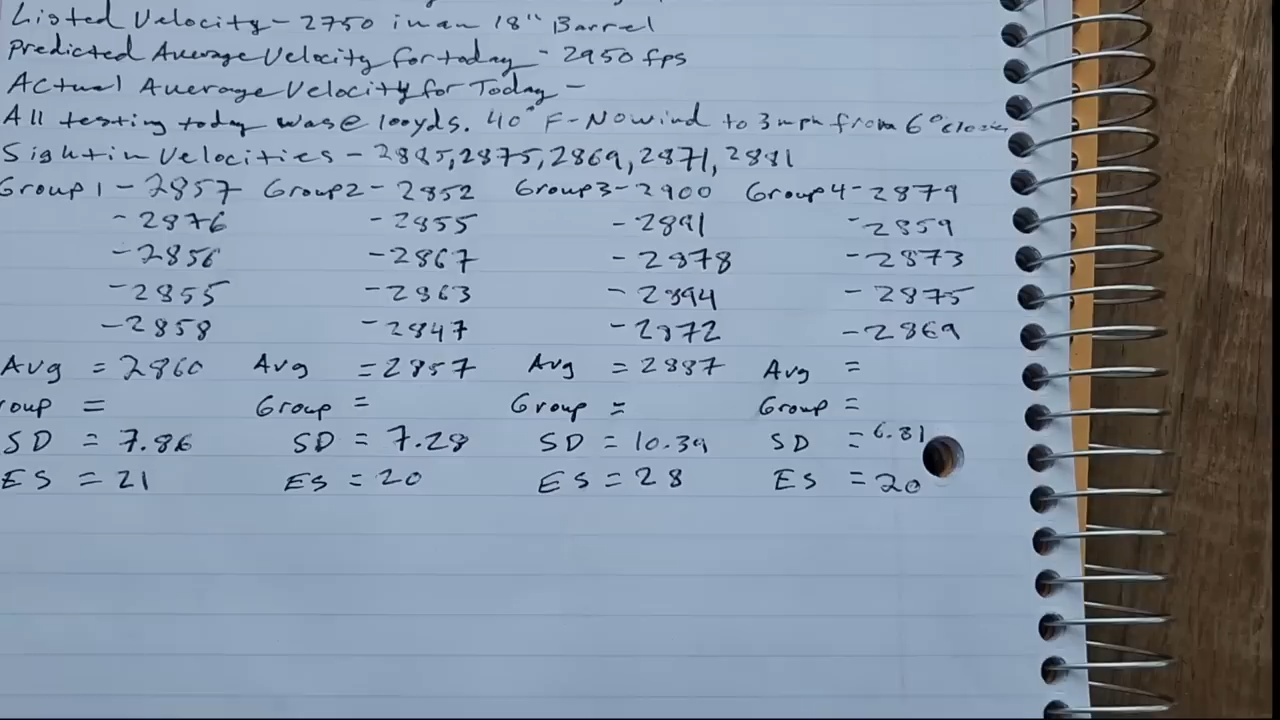 Listed Velocity - 2750 in an 18" Barrel
Predicted Average Velocity for today - 2950 fps
Actual Average Velocity for Today -
All testing today was @ 100yds. 40° F - No wind to 3 mph from 6 o'clock
Sight in Velocities - 2885, 2875, 2869, 2871, 2881
Group 1 - 2857 Group 2 - 2852 Group 3 - 2900 Group 4 - 2879
- 2876 - 2855 - 2891 - 2859
- 2856 - 2867 - 2878 - 2873
- 2855 - 2863 - 2894 - 2875
- 2858 - 2847 - 2872 - 2869
Avg = 2860 Avg = 2857 Avg = 2887 Avg =
roup = Group = Group = Group =
SD = 7.86 SD = 7.28 SD = 10.39 SD = 6.81
ES = 21 ES = 20 ES = 28 ES = 20